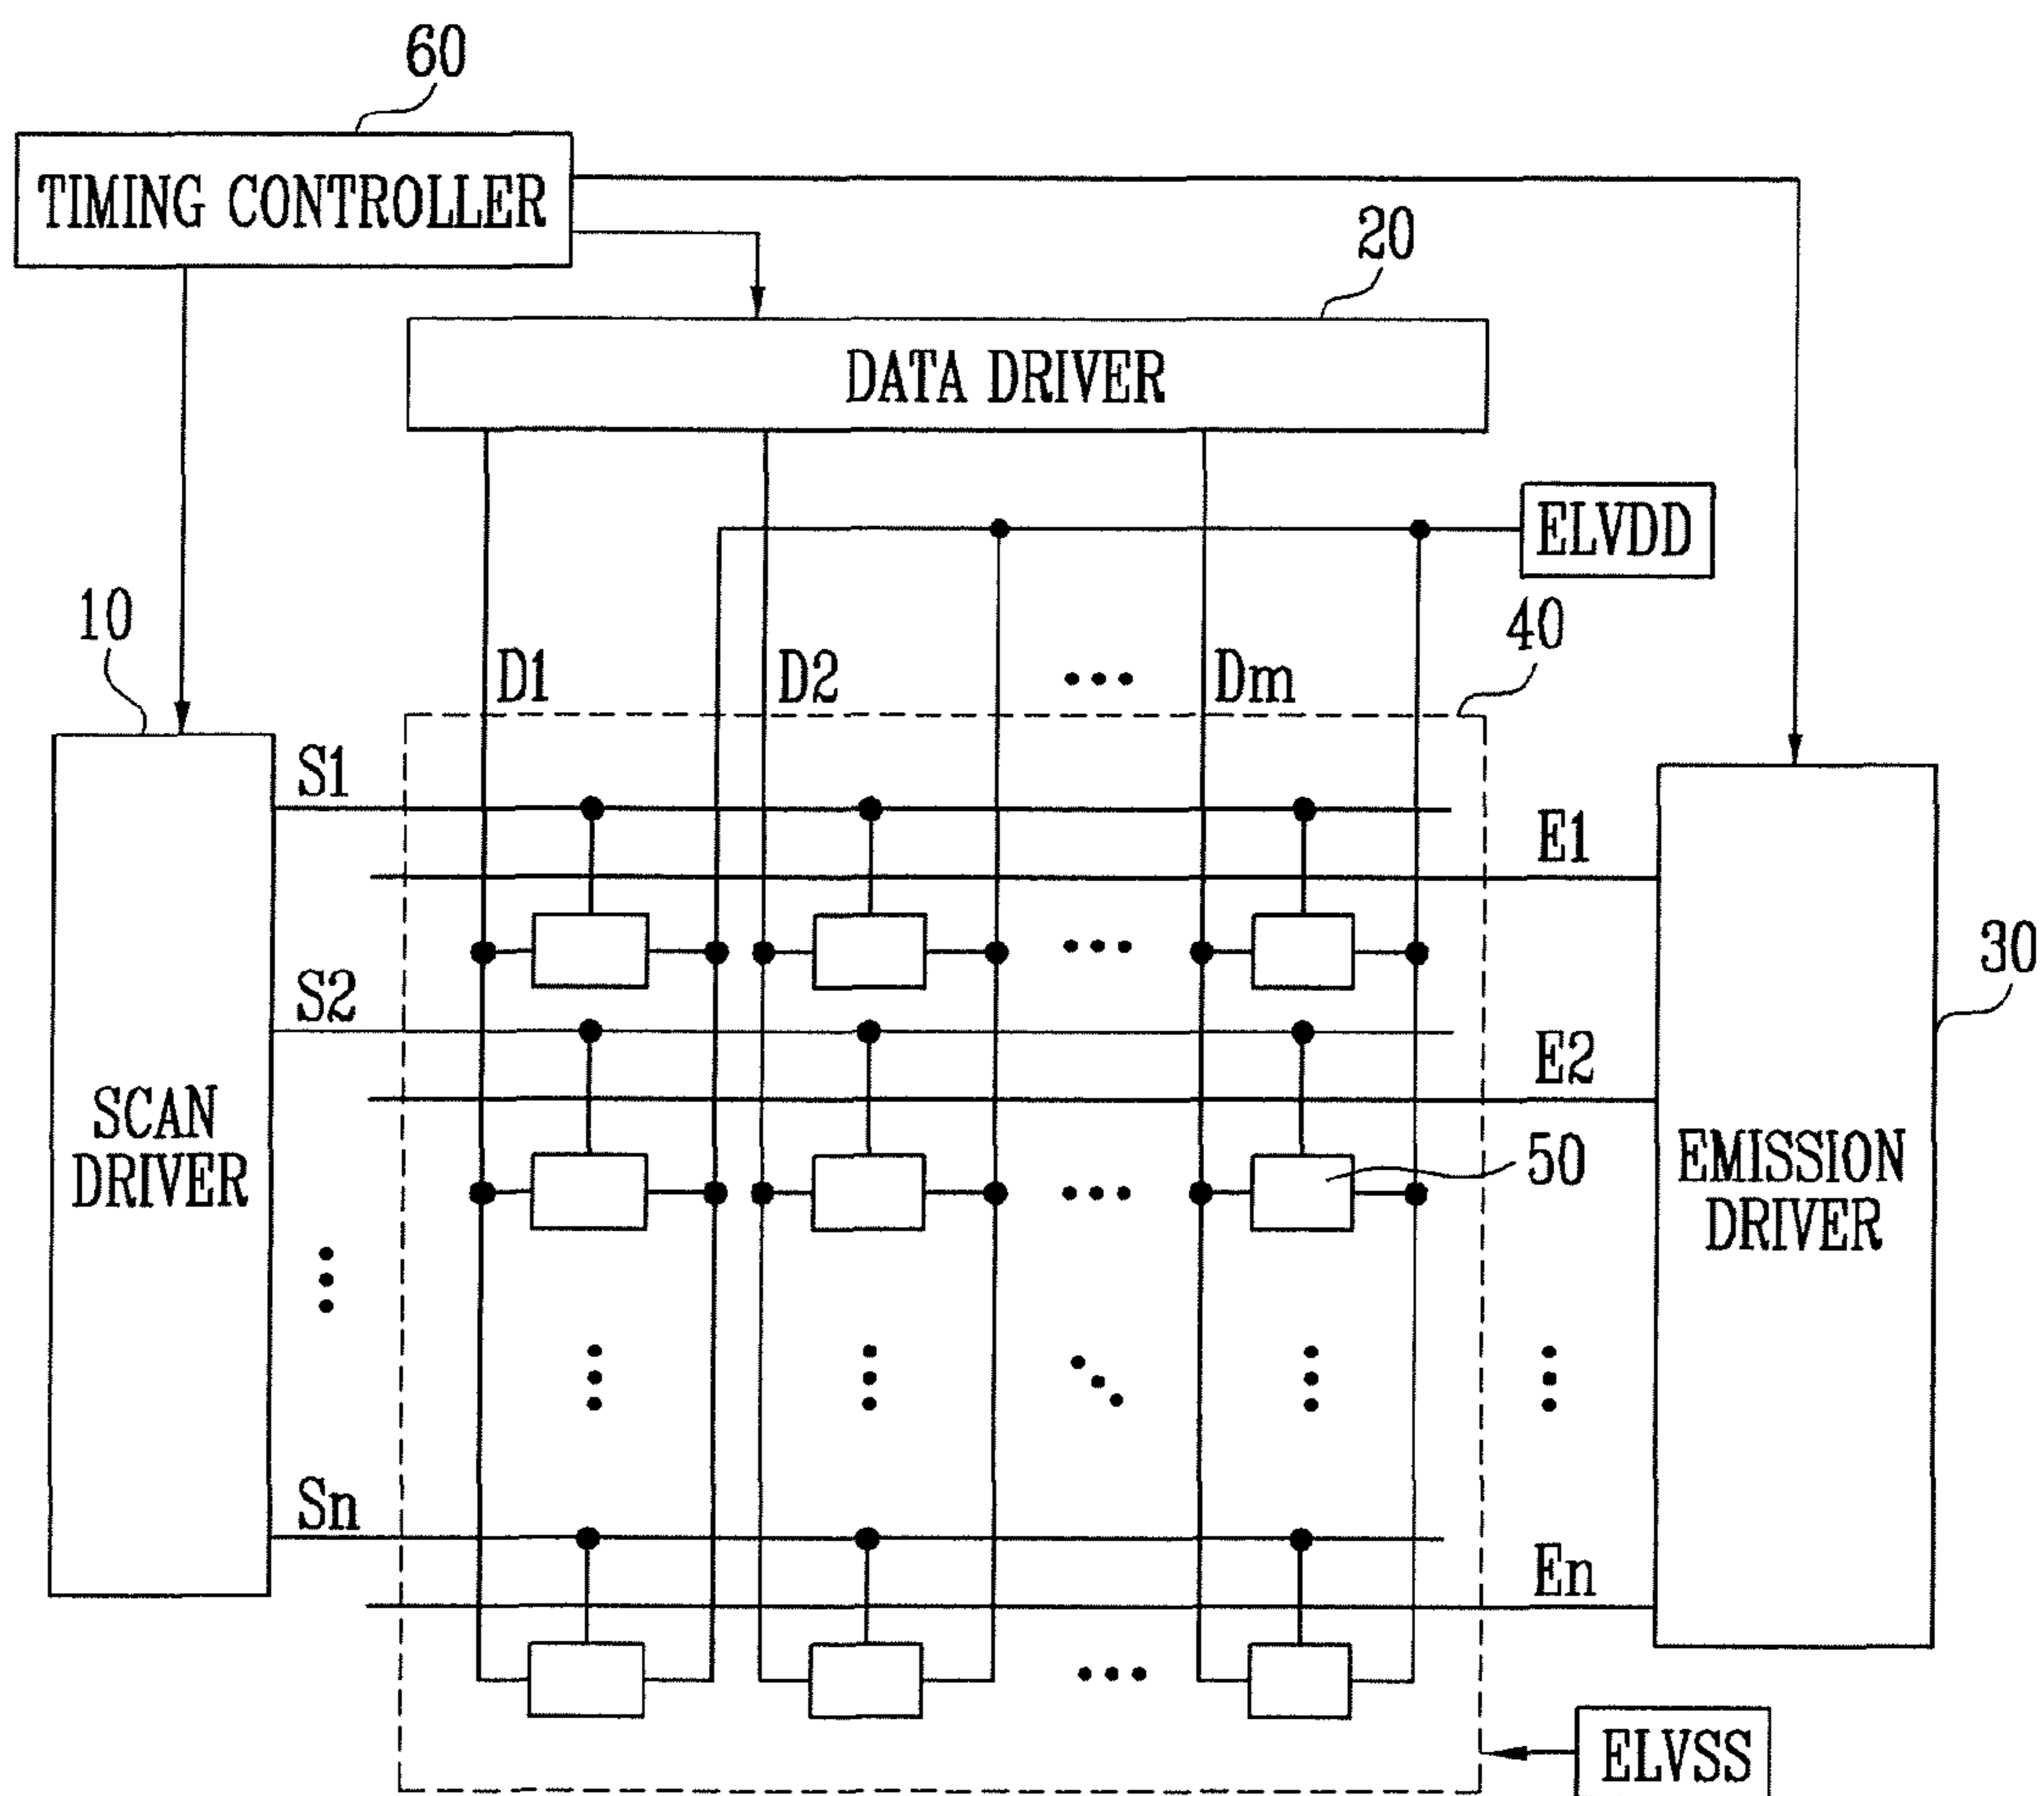 60
TIMING CONTROLLER
20
DATA DRIVER
ELVDD
10
40
D1 D2 ... Dm
S1
E1
30
S2
E2
SCAN
DRIVER
50
EMISSION
DRIVER
Sn
En
ELVSS